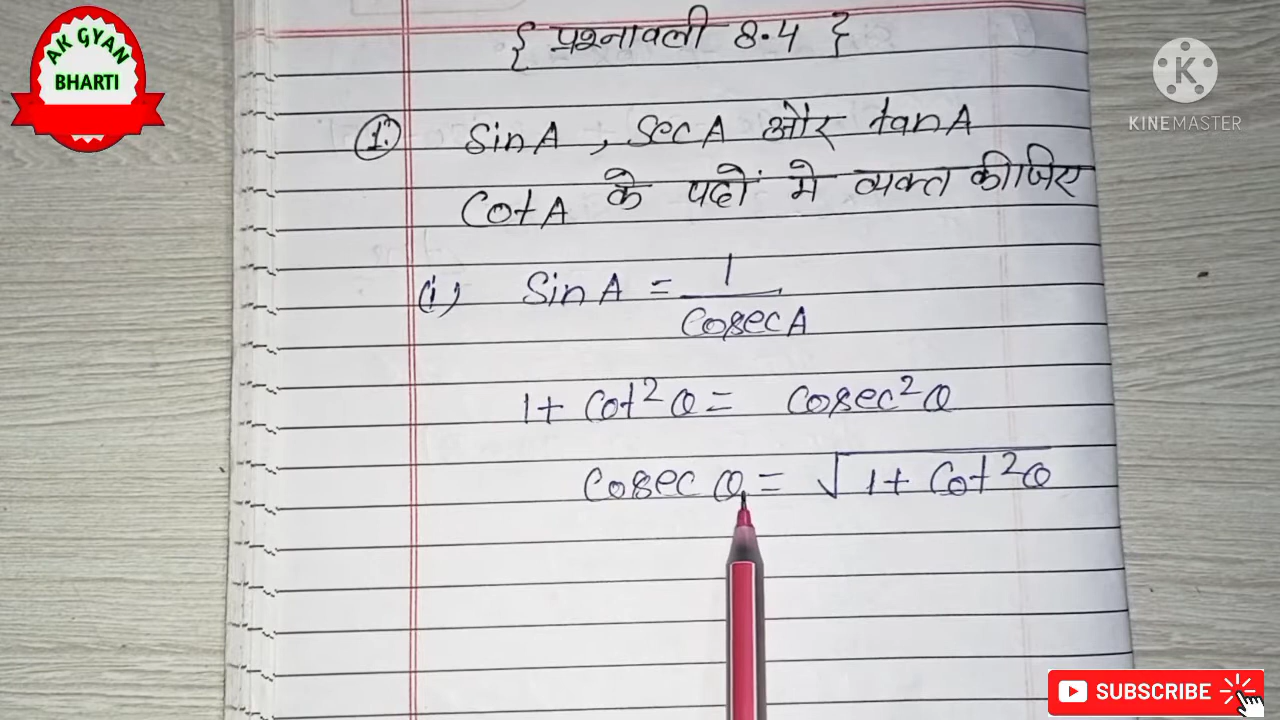 AK GYAN
BHARTI
K
KINEMASTER
{ प्रश्नावली 8.4 }
1. Sin A, Sec A और tan A
Cot A के पदों मे व्यक्त कीजिए
(i) Sin A = 1 / Cosec A
1 + Cot²θ = Cosec²θ
Cosec θ = √1 + Cot²θ
SUBSCRIBE